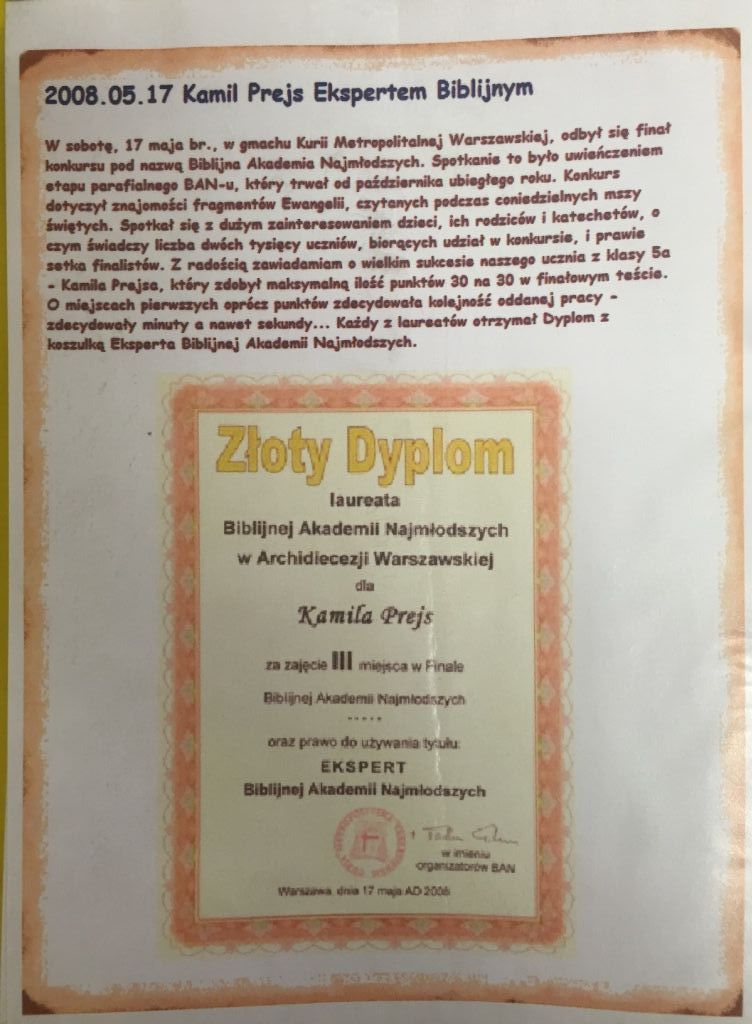 2008.05.17 Kamil Prejs Ekspertem Biblijnym
W sobotę, 17 maja br., w gmachu Kurii Metropolitalnej Warszawskiej, odbył się finał
konkursu pod nazwą Biblijna Akademia Najmłodszych. Spotkanie to było uwieńczeniem
etapu parafialnego BAN-u, który trwał od października ubiegłego roku. Konkurs
dotyczył znajomości fragmentów Ewangelii, czytanych podczas coniedzielnych mszy
świętych. Spotkał się z dużym zainteresowaniem dzieci, ich rodziców i katechetów, o
czym świadczy liczba dwóch tysięcy uczniów, biorących udział w konkursie, i prawie
setka finalistów. Z radością zawiadamiam o wielkim sukcesie naszego ucznia z klasy 5a
- Kamila Prejsa, który zdobył maksymalną ilość punktów 30 na 30 w finałowym teście.
O miejscach pierwszych oprócz punktów zdecydowała kolejność oddanej pracy -
zdecydowały minuty a nawet sekundy... Każdy z laureatów otrzymał Dyplom z
koszulką Eksperta Biblijnej Akademii Najmłodszych.
Złoty Dyplom
laureata
Biblijnej Akademii Najmłodszych
w Archidiecezji Warszawskiej
dla
Kamila Prejs
za zajęcie III miejsca w Finale
Biblijnej Akademii Najmłodszych
*****
oraz prawo do używania tytułu:
EKSPERT
Biblijnej Akademii Najmłodszych
w imieniu
organizatorów BAN
Warszawa, dnia 17 maja AD 2008